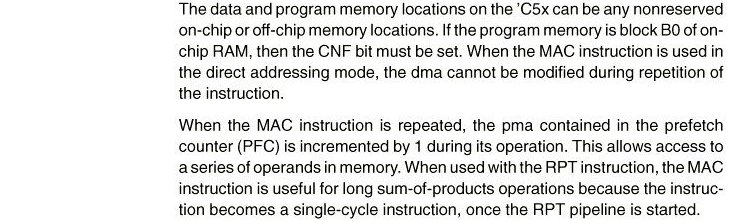 The data and program memory locations on the 'C5x can be any nonreserved
on-chip or off-chip memory locations. If the program memory is block B0 of on-
chip RAM, then the CNF bit must be set. When the MAC instruction is used in
the direct addressing mode, the dma cannot be modified during repetition of
the instruction.
When the MAC instruction is repeated, the pma contained in the prefetch
counter (PFC) is incremented by 1 during its operation. This allows access to
a series of operands in memory. When used with the RPT instruction, the MAC
instruction is useful for long sum-of-products operations because the instruc-
tion becomes a single-cycle instruction, once the RPT pipeline is started.